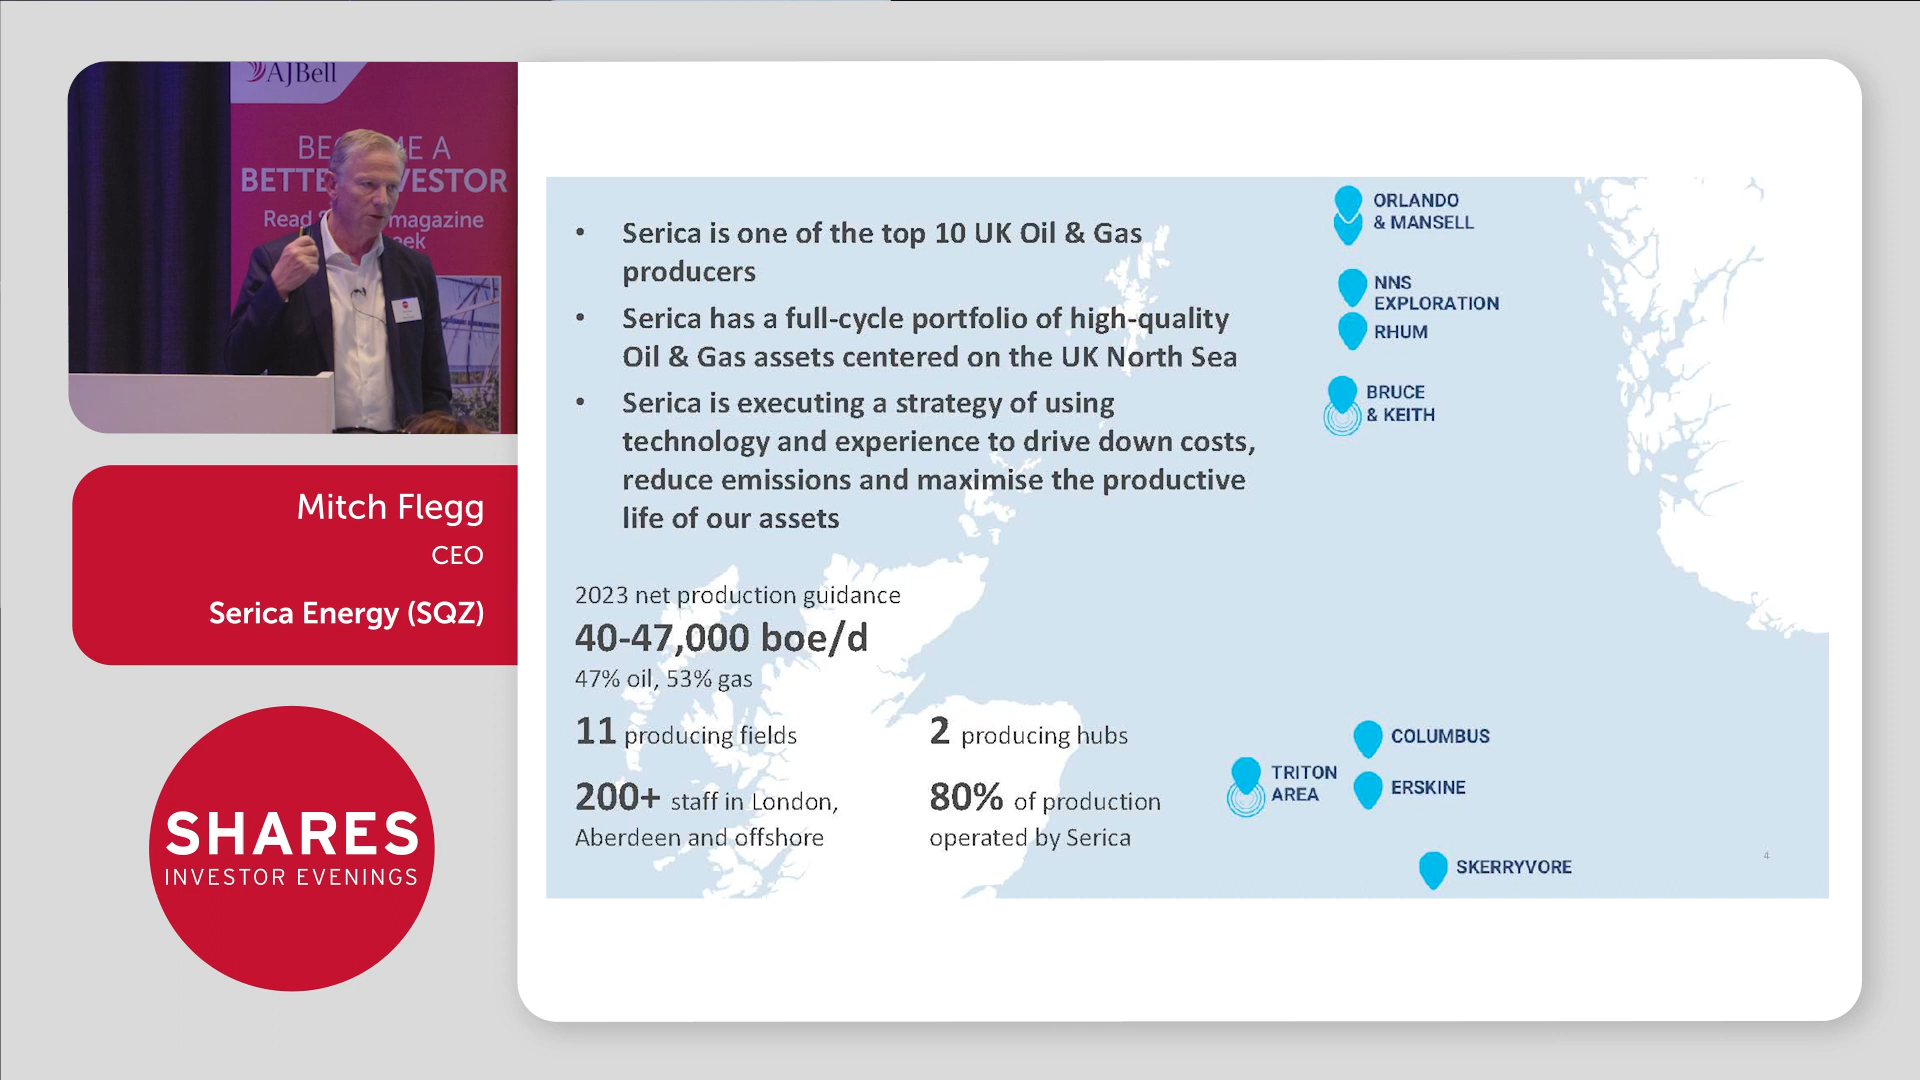 AJBell
BE ME A
BETTE VESTOR
Read S magazine
eek
Mitch Flegg
CEO
Serica Energy (SQZ)
SHARES
INVESTOR EVENINGS
• Serica is one of the top 10 UK Oil & Gas
producers
• Serica has a full-cycle portfolio of high-quality
Oil & Gas assets centered on the UK North Sea
• Serica is executing a strategy of using
technology and experience to drive down costs,
reduce emissions and maximise the productive
life of our assets
2023 net production guidance
40-47,000 boe/d
47% oil, 53% gas
11 producing fields
2 producing hubs
200+ staff in London,
Aberdeen and offshore
80% of production
operated by Serica
ORLANDO
& MANSELL
NNS
EXPLORATION
RHUM
BRUCE
& KEITH
COLUMBUS
TRITON
AREA
ERSKINE
SKERRYVORE
4